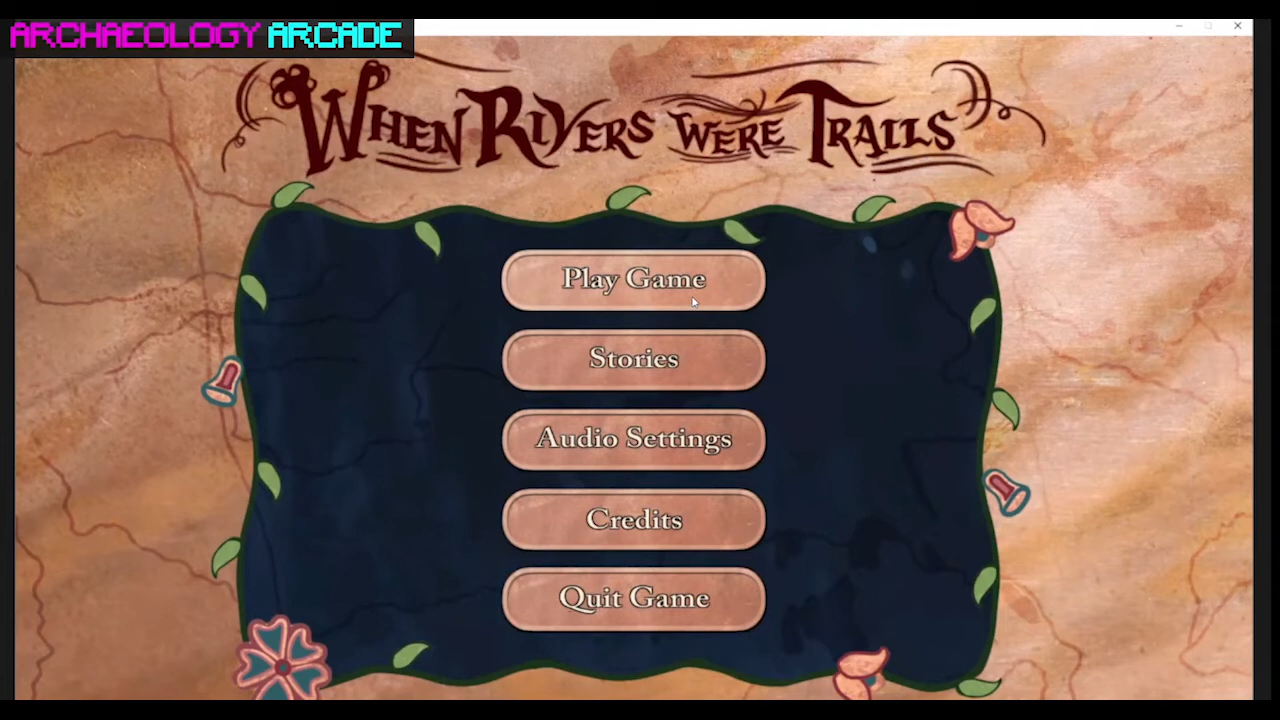 ARCHAEOLOGY ARCADE
WHEN RIVERS WERE TRAILS
Play Game
Stories
Audio Settings
Credits
Quit Game